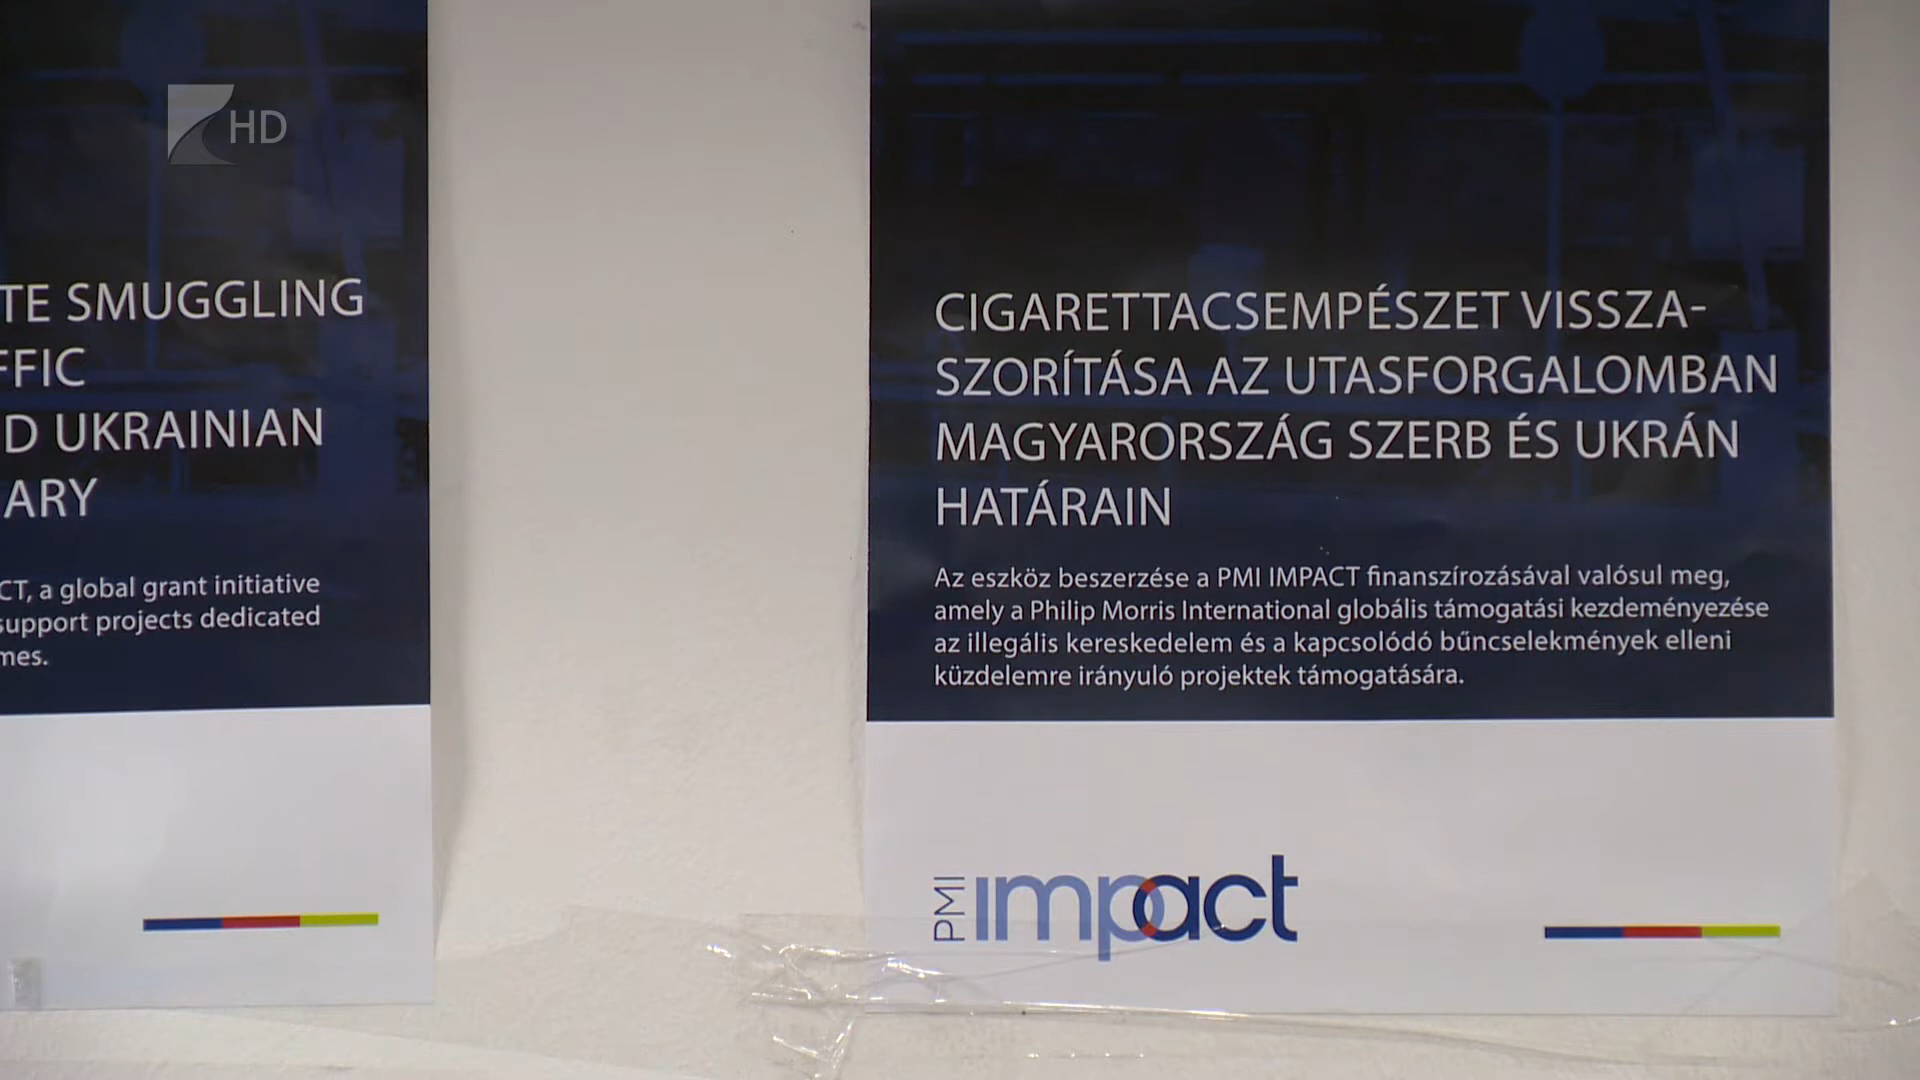 HD
TE SMUGGLING
FFIC
D UKRAINIAN
ARY
CT, a global grant initiative
support projects dedicated
mes.
CIGARETTACSEMPÉSZET VISSZA-
SZORÍTÁSA AZ UTASFORGALOMBAN
MAGYARORSZÁG SZERB ÉS UKRÁN
HATÁRAIN
Az eszköz beszerzése a PMI IMPACT finanszírozásával valósul meg,
amely a Philip Morris International globális támogatási kezdeményezése
az illegális kereskedelem és a kapcsolódó bűncselekmények elleni
küzdelemre irányuló projektek támogatására.
PMI impact